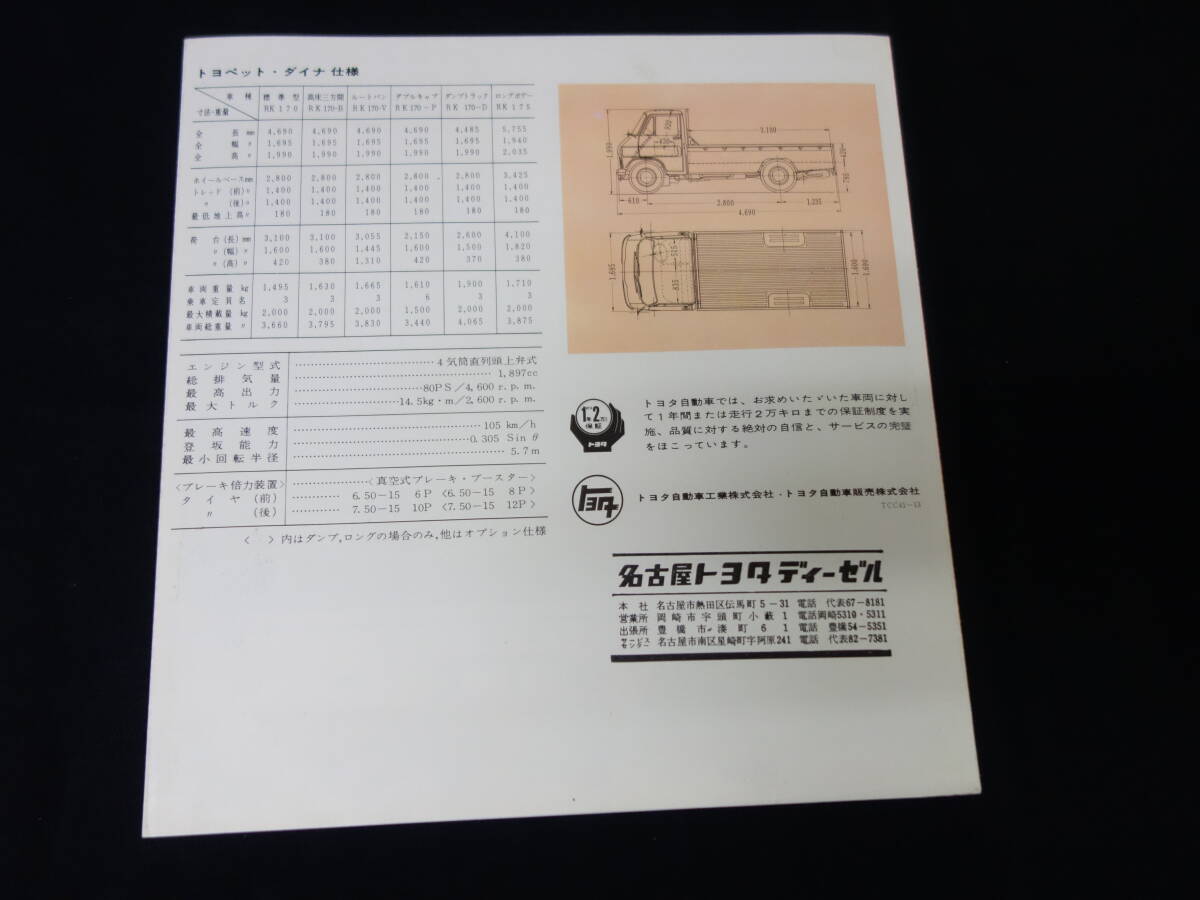 トヨペット・ダイナ仕様
車種 標準型 高床三方開 ルートバン ダブルキャブ ダンプトラック ロングボデー
寸法・重量 RK170 RK170-B RK170-V RK170-P RK170-D RK175
全長 mm 4,690 4,690 4,690 4,690 4,485 5,755
全幅 〃 1,695 1,695 1,695 1,695 1,695 1,940
全高 〃 1,990 1,990 1,990 1,990 1,990 2,035
ホイールベース mm 2,800 2,800 2,800 2,800 2,800 3,425
トレッド (前) 〃 1,400 1,400 1,400 1,400 1,400 1,400
〃 (後) 〃 1,400 1,400 1,400 1,400 1,400 1,400
最低地上高 〃 180 180 180 180 180 180
荷台 (長) mm 3,100 3,100 3,055 2,150 2,600 4,100
〃 (幅) 〃 1,600 1,600 1,445 1,600 1,500 1,820
〃 (高) 〃 420 380 1,310 420 370 380
車両重量 kg 1,495 1,630 1,665 1,610 1,900 1,710
乗車定員 名 3 3 3 6 3 3
最大積載量 kg 2,000 2,000 2,000 1,500 2,000 2,000
車両総重量 〃 3,660 3,795 3,830 3,440 4,065 3,875
エンジン型式 4気筒直列頭上弁式
総排気量 1,897cc
最高出力 80PS/4,600r.p.m.
最大トルク 14.5kg・m/2,600r.p.m.
最高速度 105km/h
登坂能力 0.305 Sin θ
最小回転半径 5.7m
〈ブレーキ倍力装置〉 〈真空式ブレーキ・ブースター〉
タイヤ (前) 6.50-15 6P 〈6.50-15 8P〉
〃 (後) 7.50-15 10P 〈7.50-15 12P〉
〈 〉内はダンプ,ロングの場合のみ,他はオプション仕様
1,990
500
420
3,100
420
780
610
2,800
1,235
4,690
1,695
515
435
1,600
1,690
1年2万
保証
トヨタ
トヨタ自動車では、お求めいたゞいた車両に対し
て1年間または走行2万キロまでの保証制度を実
施、品質に対する絶対の自信と、サービスの完璧
をほこっています。
トヨタ
トヨタ自動車工業株式会社・トヨタ自動車販売株式会社
TCC41-13
名古屋トヨタディーゼル
本社 名古屋市熱田区伝馬町5-31 電話 代表67-8181
営業所 岡崎市宇頭町小藪1 電話岡崎5310・5311
出張所 豊橋市湊町61 電話 豊橋54-5351
サービスセンター 名古屋市南区星崎町字阿原241 電話 代表82-7381